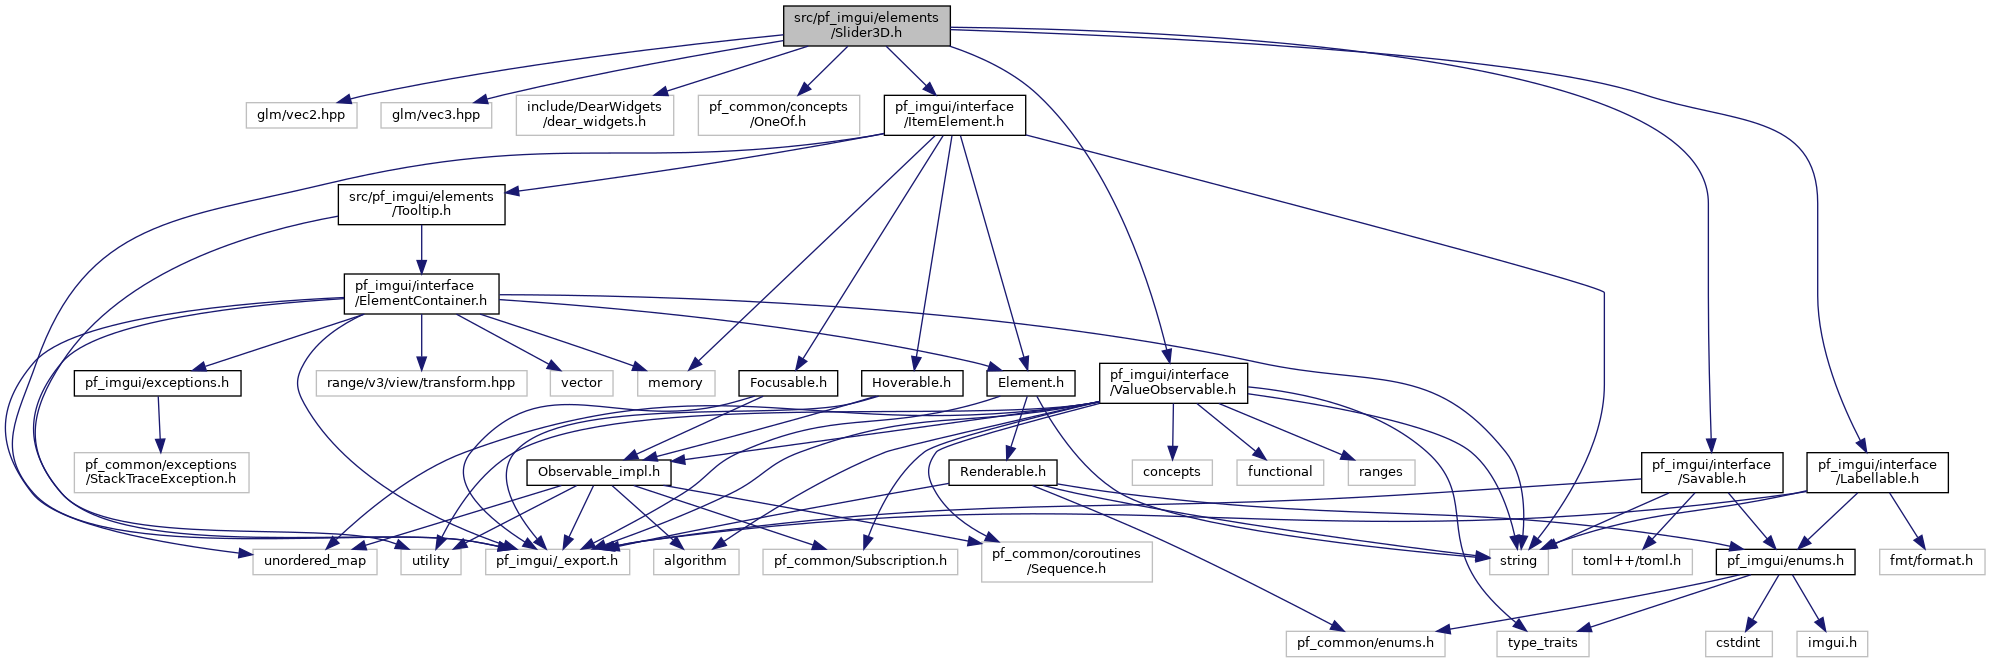 src/pf_imgui/elements
/Slider3D.h
glm/vec2.hpp
glm/vec3.hpp
include/DearWidgets
/dear_widgets.h
pf_common/concepts
/OneOf.h
pf_imgui/interface
/ItemElement.h
src/pf_imgui/elements
/Tooltip.h
pf_imgui/interface
/ElementContainer.h
pf_imgui/exceptions.h
range/v3/view/transform.hpp
vector
memory
Focusable.h
Hoverable.h
Element.h
pf_imgui/interface
/ValueObservable.h
pf_common/exceptions
/StackTraceException.h
Observable_impl.h
Renderable.h
concepts
functional
ranges
pf_imgui/interface
/Savable.h
pf_imgui/interface
/Labellable.h
unordered_map
utility
pf_imgui/_export.h
algorithm
pf_common/Subscription.h
pf_common/coroutines
/Sequence.h
string
toml++/toml.h
pf_imgui/enums.h
fmt/format.h
pf_common/enums.h
type_traits
cstdint
imgui.h